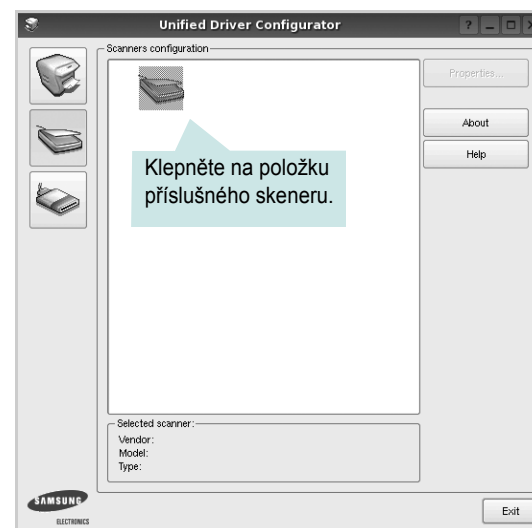 Unified Driver Configurator
Scanners configuration
Properties...
About
Help
Klepněte na položku
příslušného skeneru.
Selected scanner:
Vendor:
Model:
Type:
SAMSUNG
ELECTRONICS
Exit